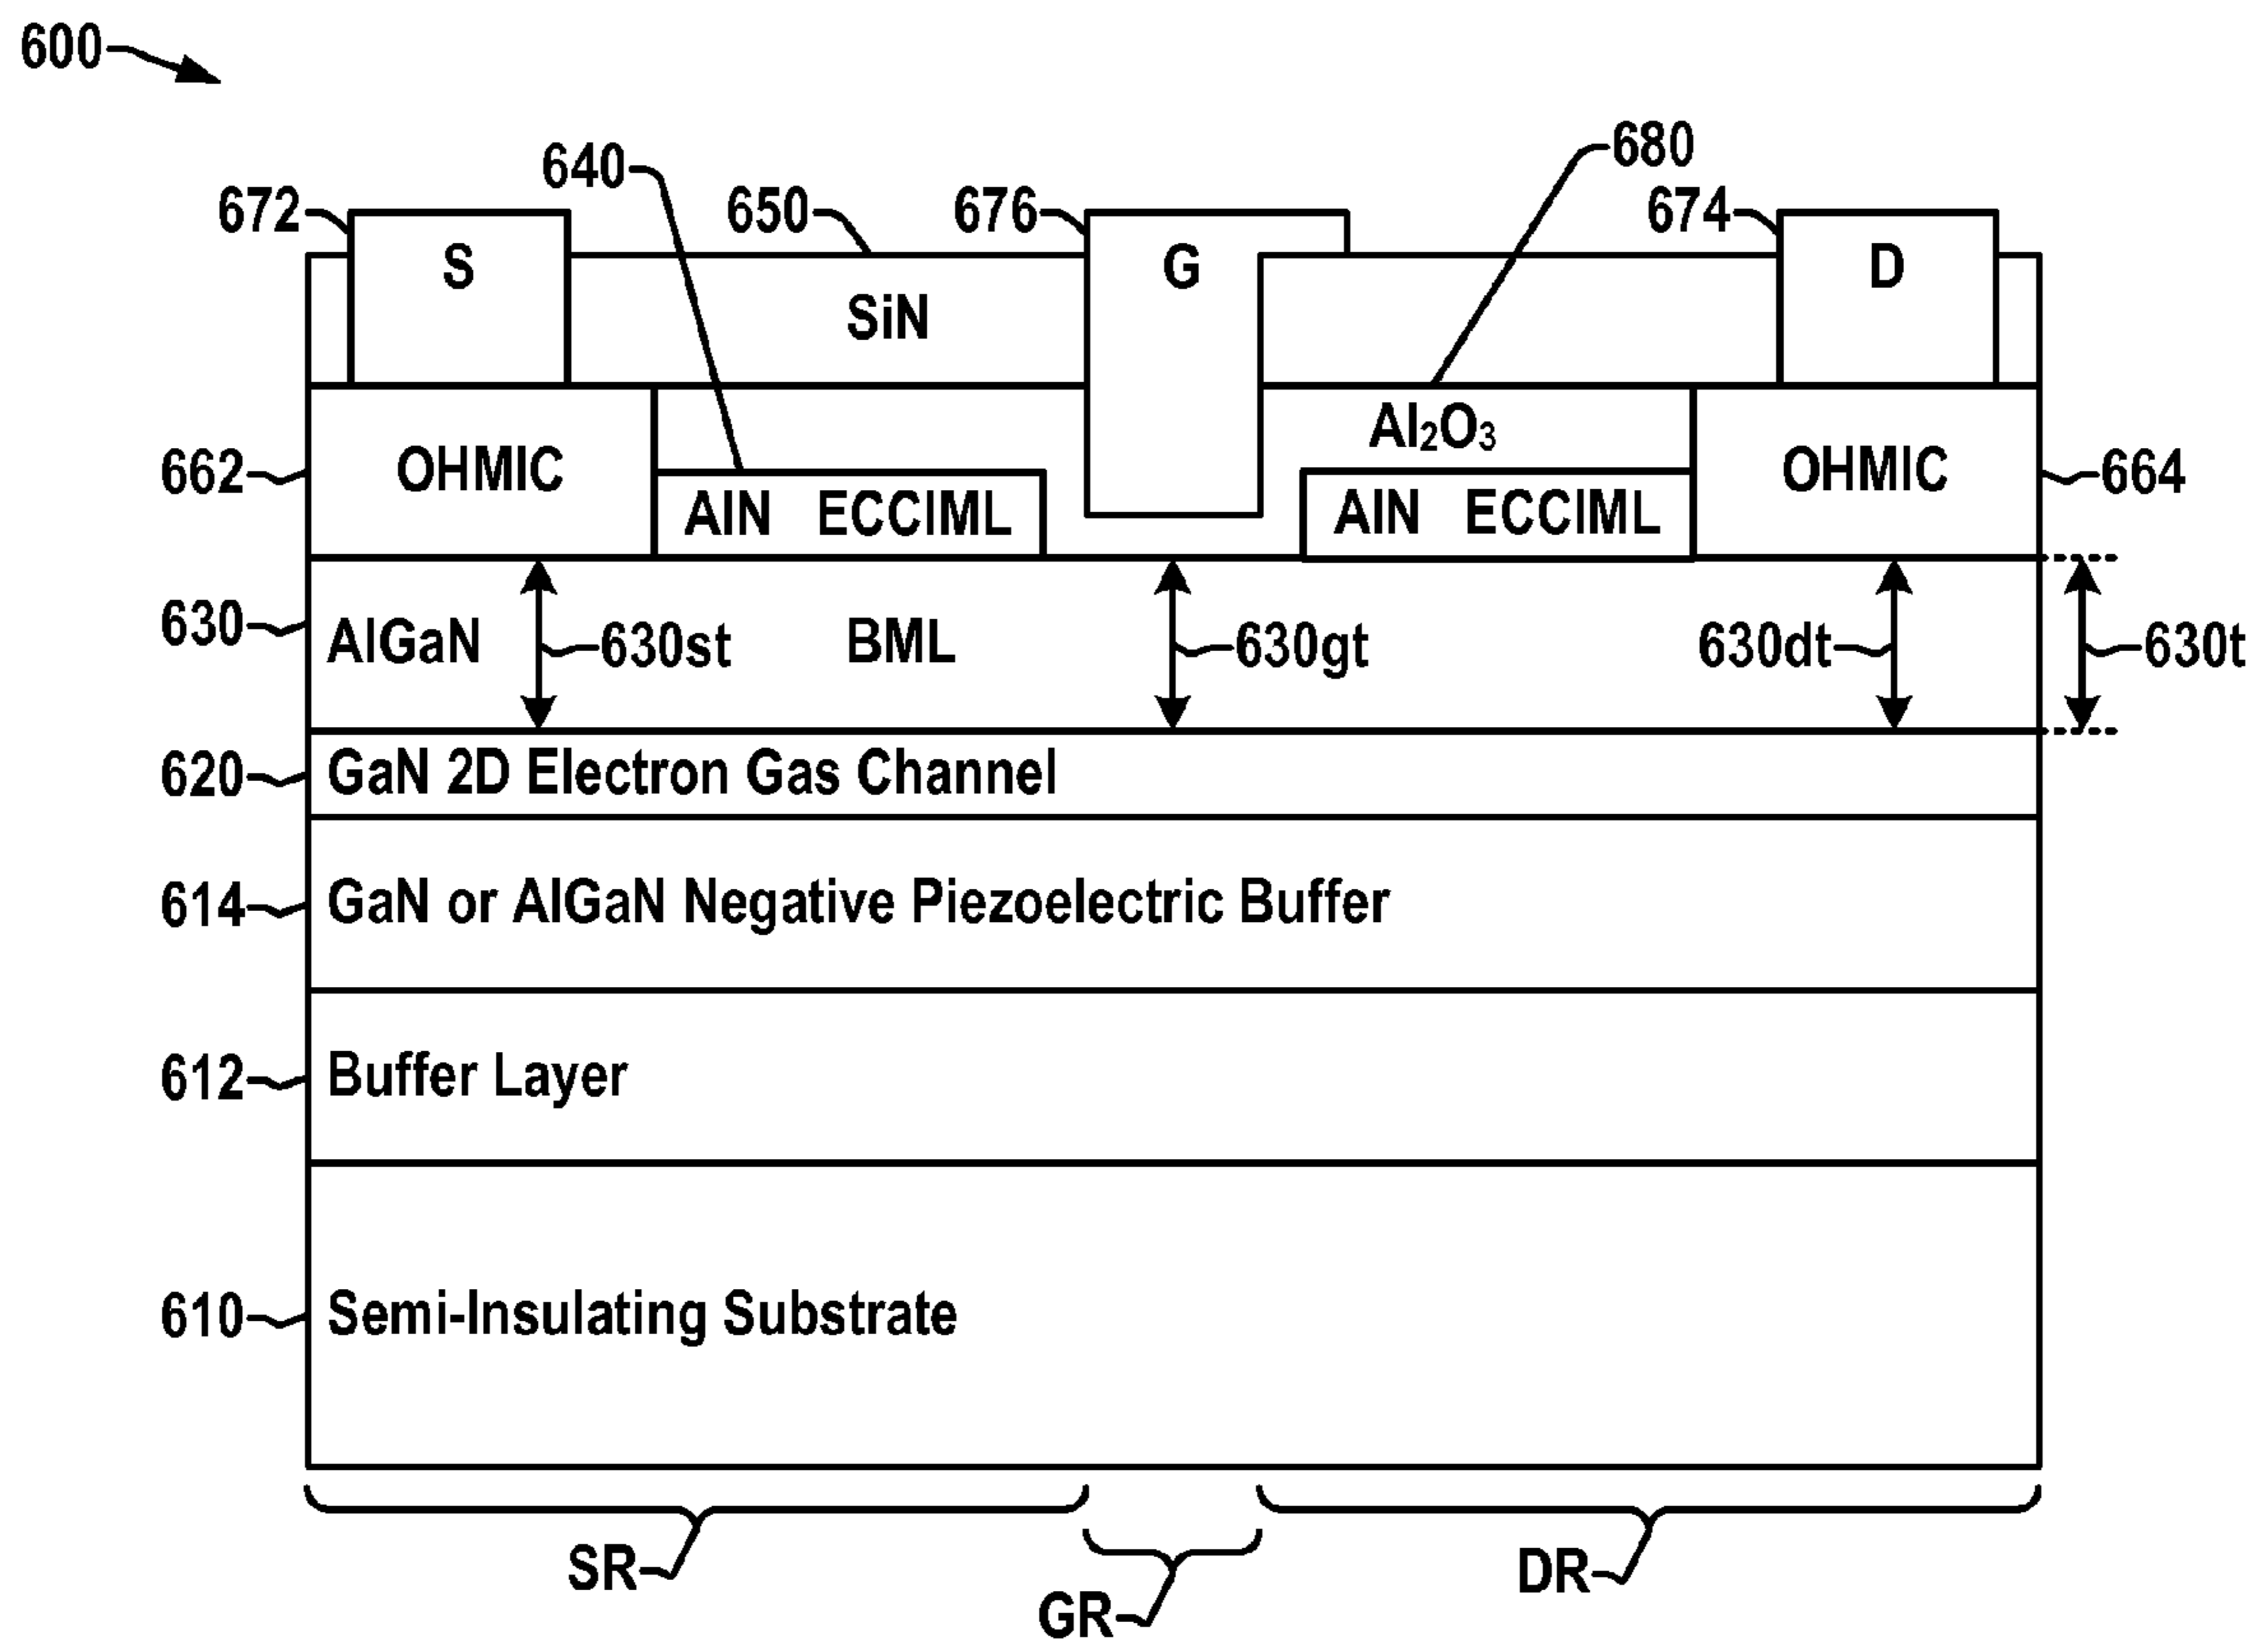 600
640
680
672
650
676
674
S
G
D
SiN
Al₂O₃
662
OHMIC
OHMIC
664
AlN ECCIML
AlN ECCIML
630
AlGaN
630st
BML
630gt
630dt
630t
620
GaN 2D Electron Gas Channel
614
GaN or AlGaN Negative Piezoelectric Buffer
612
Buffer Layer
610
Semi-Insulating Substrate
SR
DR
GR